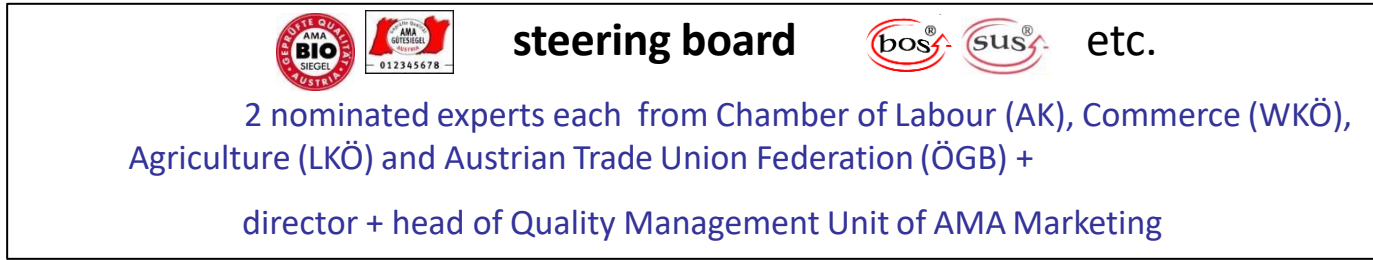 GEPRÜFTE QUALITÄT
AMA
BIO
SIEGEL
AUSTRIA
AMA
GÜTESIEGEL
AUSTRIA
012345678
steering board
bos®
sus®
etc.
2 nominated experts each from Chamber of Labour (AK), Commerce (WKÖ),
Agriculture (LKÖ) and Austrian Trade Union Federation (ÖGB) +
director + head of Quality Management Unit of AMA Marketing